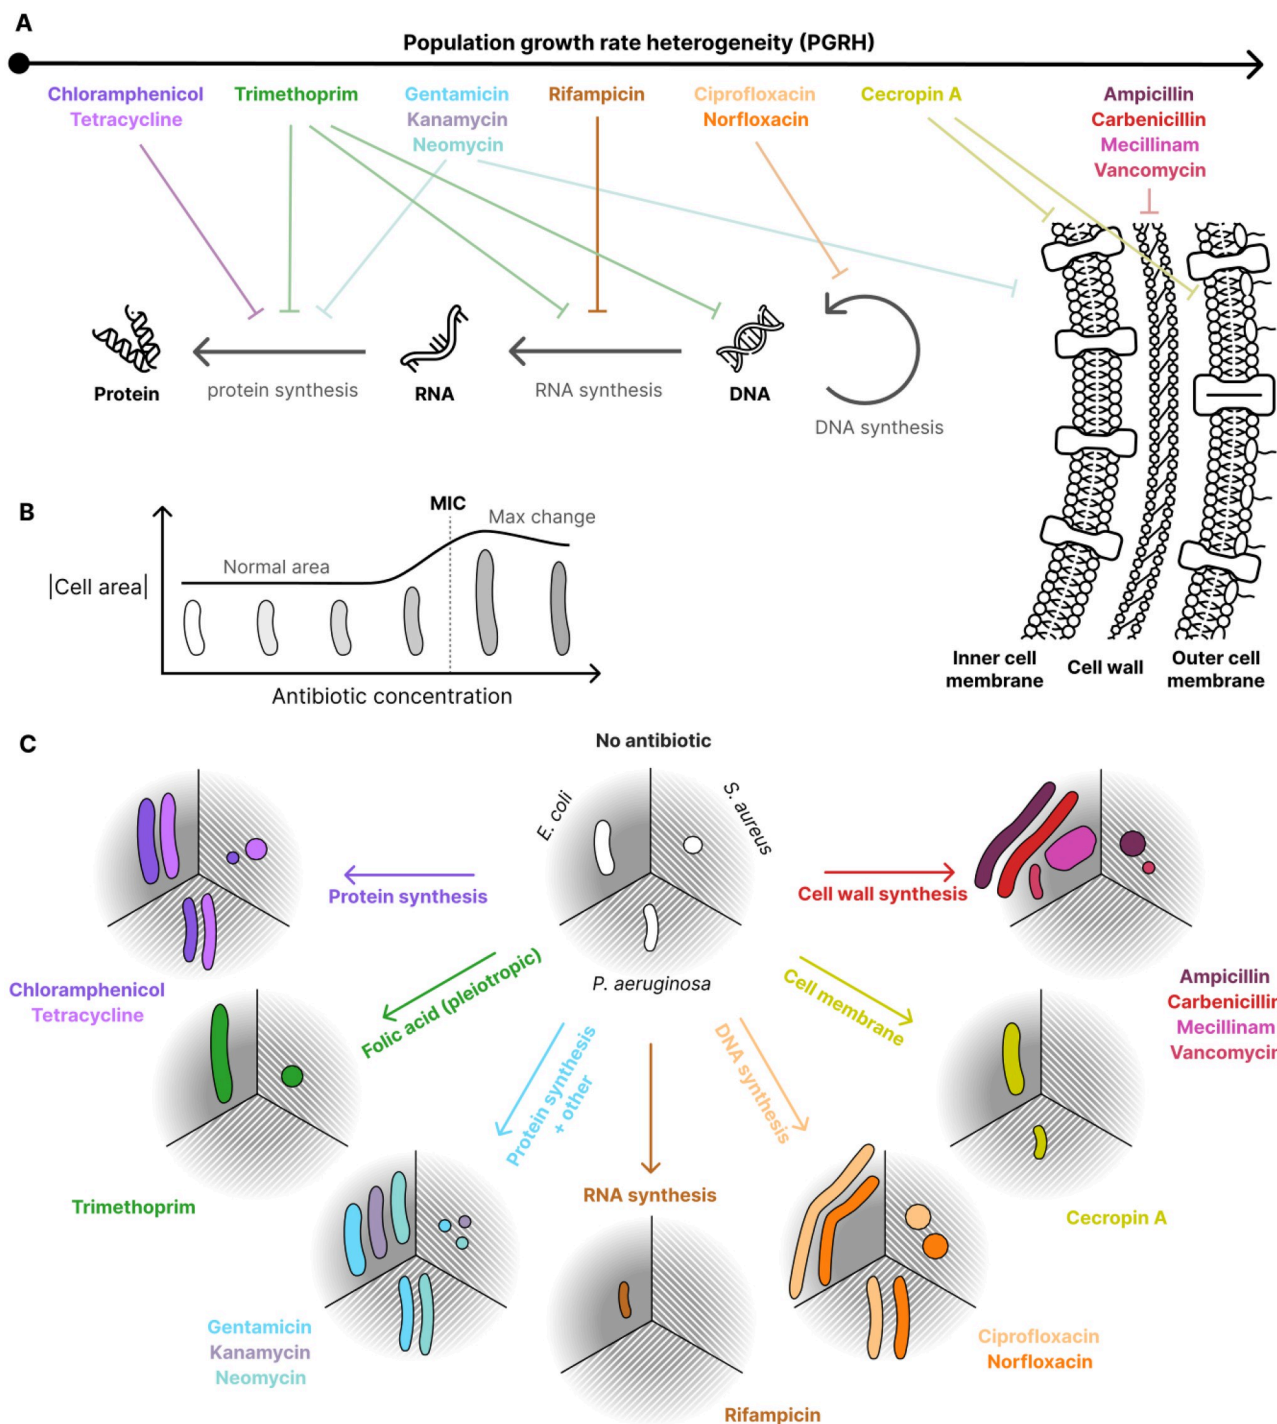 A
Population growth rate heterogeneity (PGRH)
Chloramphenicol
Tetracycline
Trimethoprim
Gentamicin
Kanamycin
Neomycin
Rifampicin
Ciprofloxacin
Norfloxacin
Cecropin A
Ampicillin
Carbenicillin
Mecillinam
Vancomycin
Protein
protein synthesis
RNA
RNA synthesis
DNA
DNA synthesis
Inner cell
membrane
Cell wall
Outer cell
membrane
B
MIC
Max change
Normal area
|Cell area|
Antibiotic concentration
C
No antibiotic
E. coli
S. aureus
P. aeruginosa
Protein synthesis
Cell wall synthesis
Chloramphenicol
Tetracycline
Folic acid (pleiotropic)
Cell membrane
Ampicillin
Carbenicillin
Mecillinam
Vancomycin
Protein synthesis
+ other
DNA synthesis
RNA synthesis
Trimethoprim
Cecropin A
Gentamicin
Kanamycin
Neomycin
Ciprofloxacin
Norfloxacin
Rifampicin